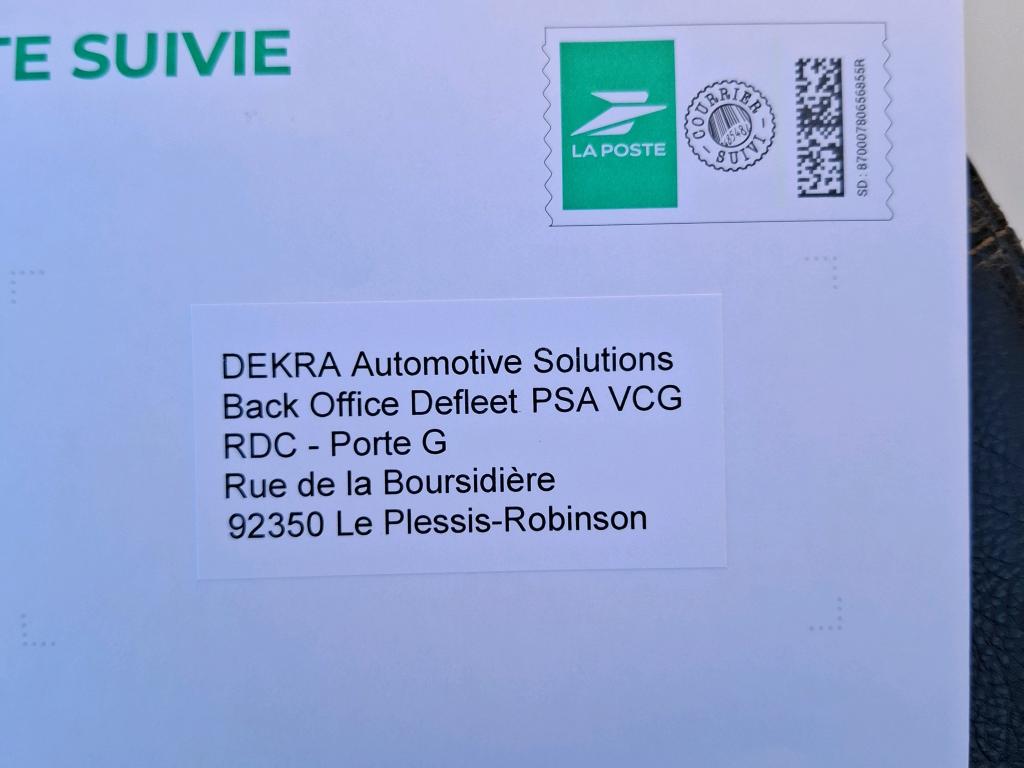 TE SUIVIE
LA POSTE
COURRIER
SUIVI
SD : 87000780656855R
DEKRA Automotive Solutions
Back Office Defleet PSA VCG
RDC - Porte G
Rue de la Boursidière
92350 Le Plessis-Robinson